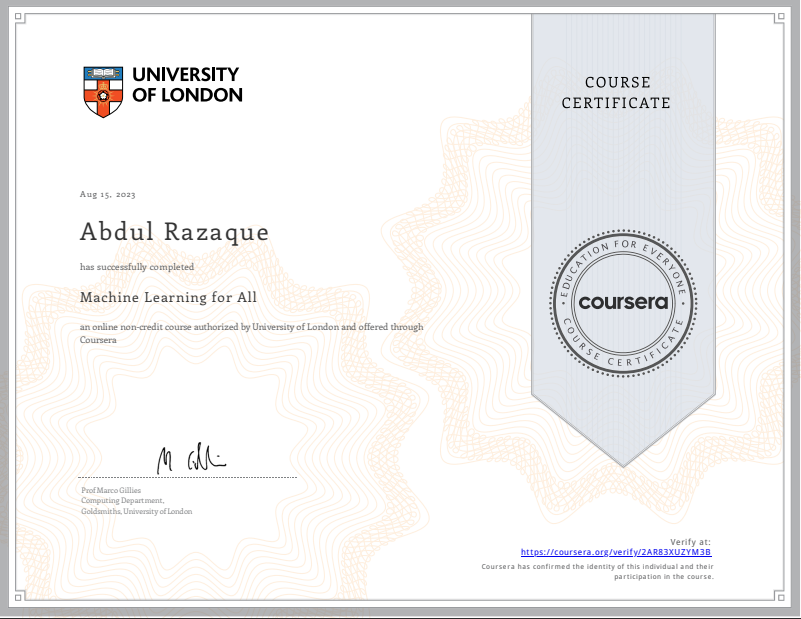 UNIVERSITY
OF LONDON
COURSE
CERTIFICATE
Aug 15, 2023
Abdul Razaque
has successfully completed
Machine Learning for All
an online non-credit course authorized by University of London and offered through
Coursera
EDUCATION FOR EVERYONE
coursera
COURSE CERTIFICATE
Prof Marco Gillies
Computing Department,
Goldsmiths, University of London
Verify at:
https://coursera.org/verify/2AR83XUZYM3B
Coursera has confirmed the identity of this individual and their
participation in the course.